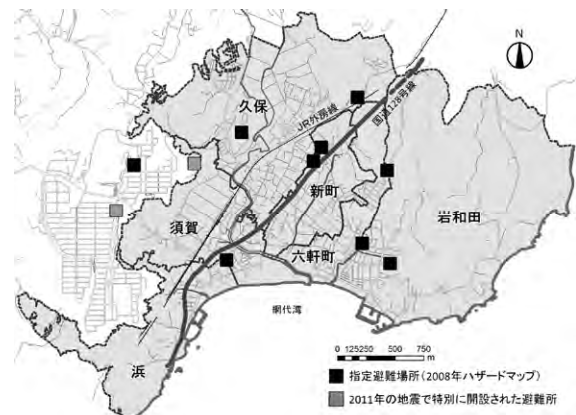 N
久保
JR外房線
国道128号線
新町
岩和田
須賀
六軒町
網代湾
浜
0 125250 500 750
m
指定避難場所(2008年ハザードマップ)
2011年の地震で特別に開設された避難所